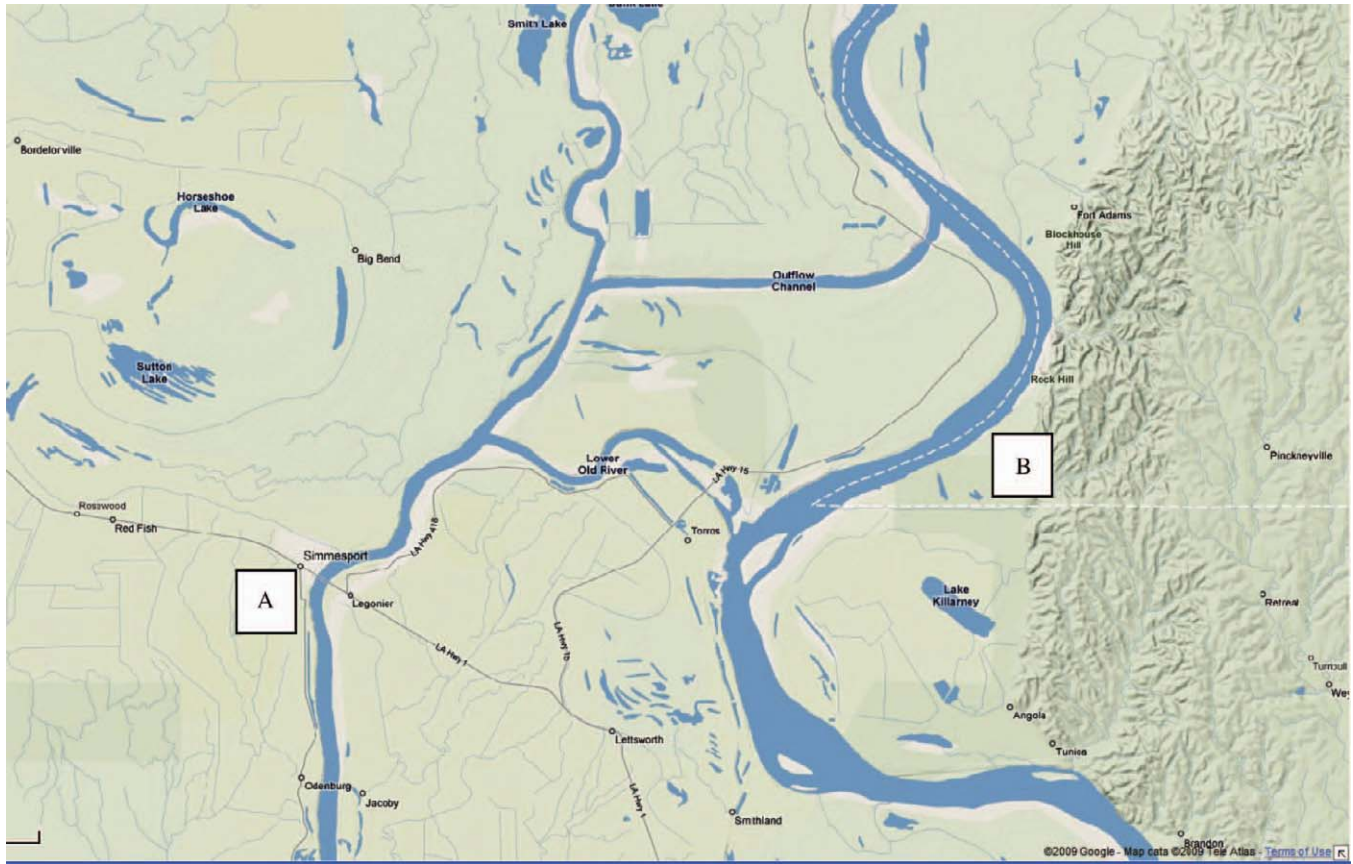 Smith Lake
Bordelonville
Horseshoe
Lake
Big Bend
Fort Adams
Blockhouse
Hill
Outflow
Channel
Sutton
Lake
Rock Hill
B
Pinckneyville
Lower
Old River
LA Hwy 15
Rosewood
Red Fish
LA Hwy 418
Torros
Simmesport
A
Legonier
Lake
Killarney
Retreat
LA Hwy 1
LA Hwy 15
Turnbull
Angola
Lettsworth
Tunica
Odenburg
Jacoby
LA Hwy 1
Smithland
Brandon
©2009 Google - Map data ©2009 Tele Atlas - Terms of Use